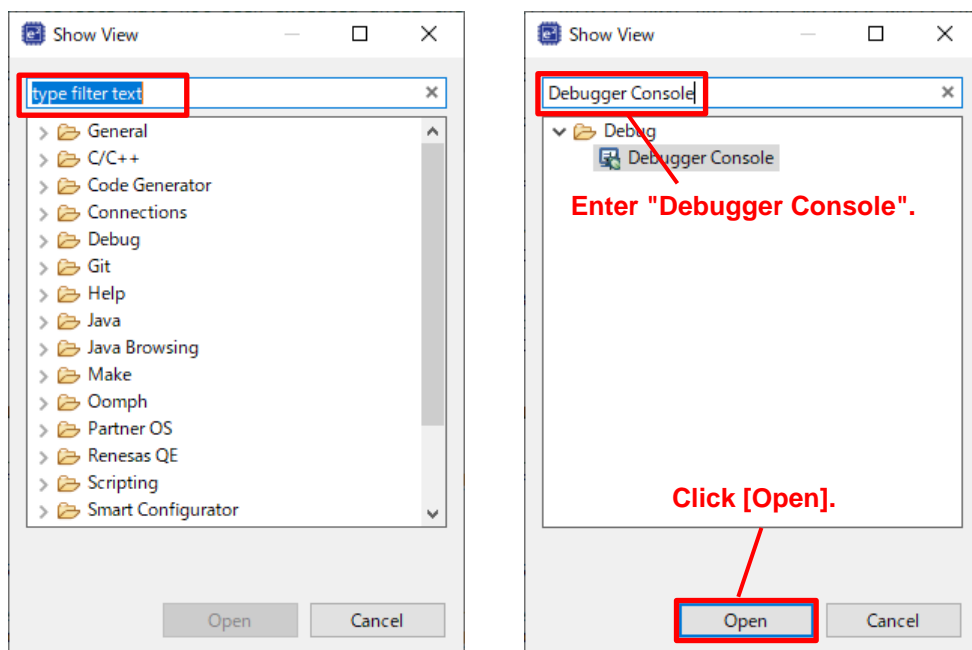 Show View
type filter text
General
C/C++
Code Generator
Connections
Debug
Git
Help
Java
Java Browsing
Make
Oomph
Partner OS
Renesas QE
Scripting
Smart Configurator
Open
Cancel
Show View
Debugger Console
Debug
Debugger Console
Enter "Debugger Console".
Click [Open].
Open
Cancel